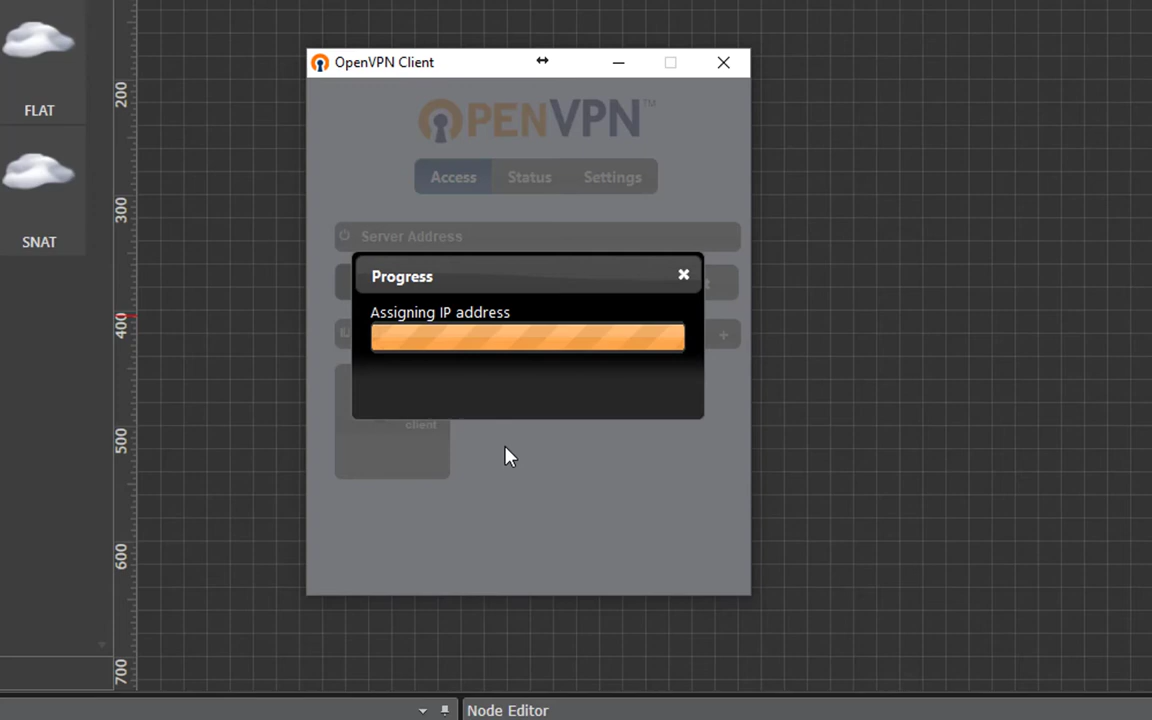 FLAT
SNAT
200
300
400
500
600
700
OpenVPN Client
OPENVPN™
Access Status Settings
Server Address
Progress
Assigning IP address
client
Node Editor